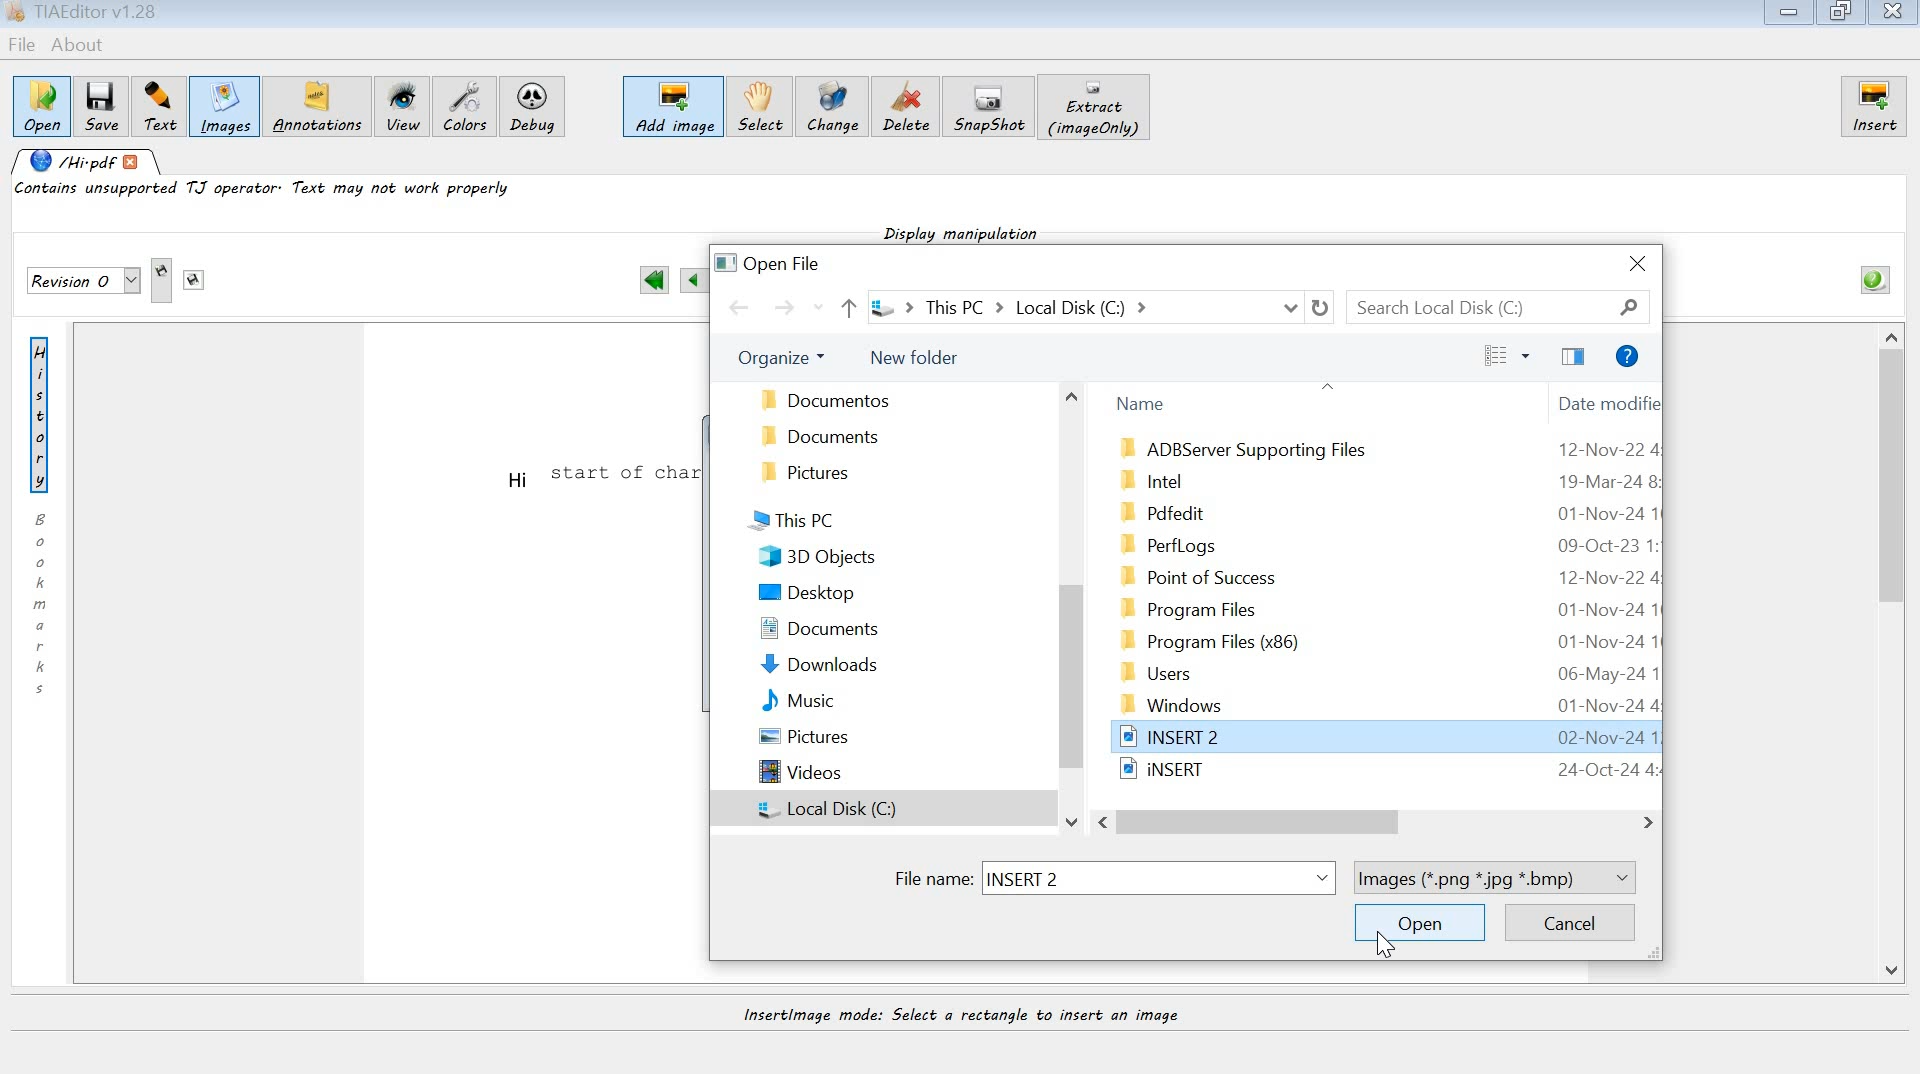 TIAEditor v1.28
File About
Open Save Text Images Annotations View Colors Debug Add image Select Change Delete SnapShot Extract (imageOnly) Insert
/Hi·pdf
Contains unsupported TJ operator· Text may not work properly
Display manipulation
Revision 0
History
Bookmarks
Hi start of char
Open File
This PC Local Disk (C:)
Search Local Disk (C:)
Organize New folder
Documentos
Documents
Pictures
This PC
3D Objects
Desktop
Documents
Downloads
Music
Pictures
Videos
Local Disk (C:)
Name Date modifie
ADBServer Supporting Files 12-Nov-22 4:
Intel 19-Mar-24 8:
Pdfedit 01-Nov-24 1
PerfLogs 09-Oct-23 1:
Point of Success 12-Nov-22 4:
Program Files 01-Nov-24 1
Program Files (x86) 01-Nov-24 1
Users 06-May-24 1
Windows 01-Nov-24 4:
INSERT 2 02-Nov-24 1
iNSERT 24-Oct-24 4:
File name: INSERT 2 Images (*.png *.jpg *.bmp)
Open Cancel
InsertImage mode: Select a rectangle to insert an image